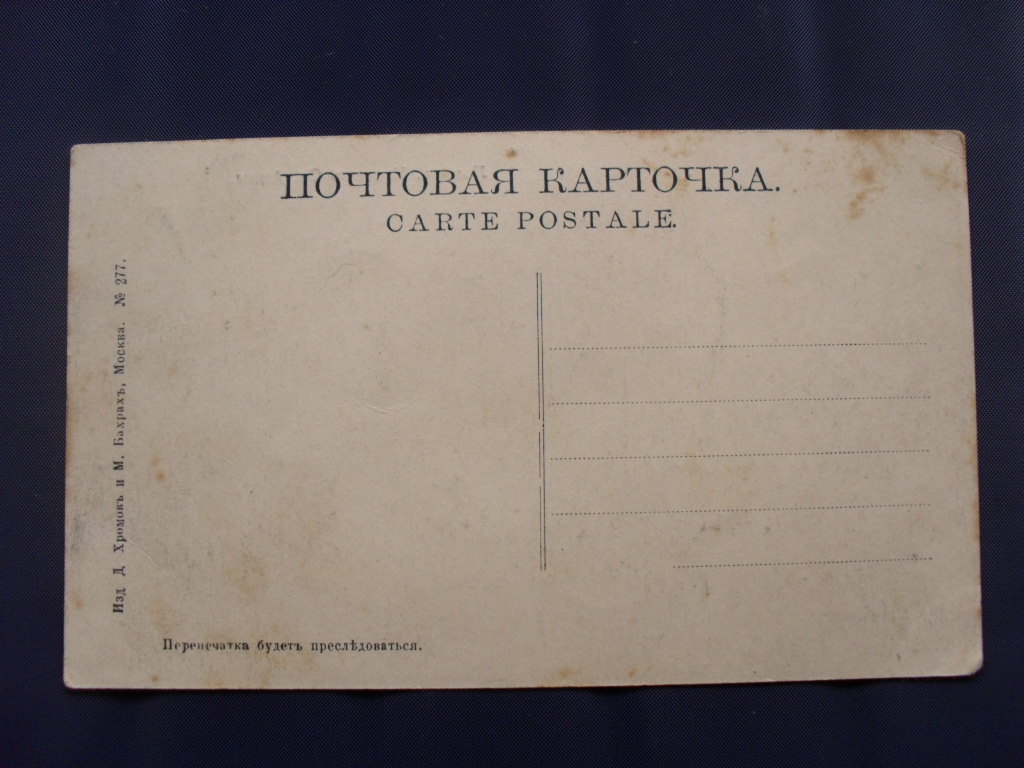 ПОЧТОВАЯ КАРТОЧКА.
CARTE POSTALE.
Изд. Д. Хромовъ и М. Бахрахъ, Москва. № 277.
Перепечатка будетъ преслѣдоваться.